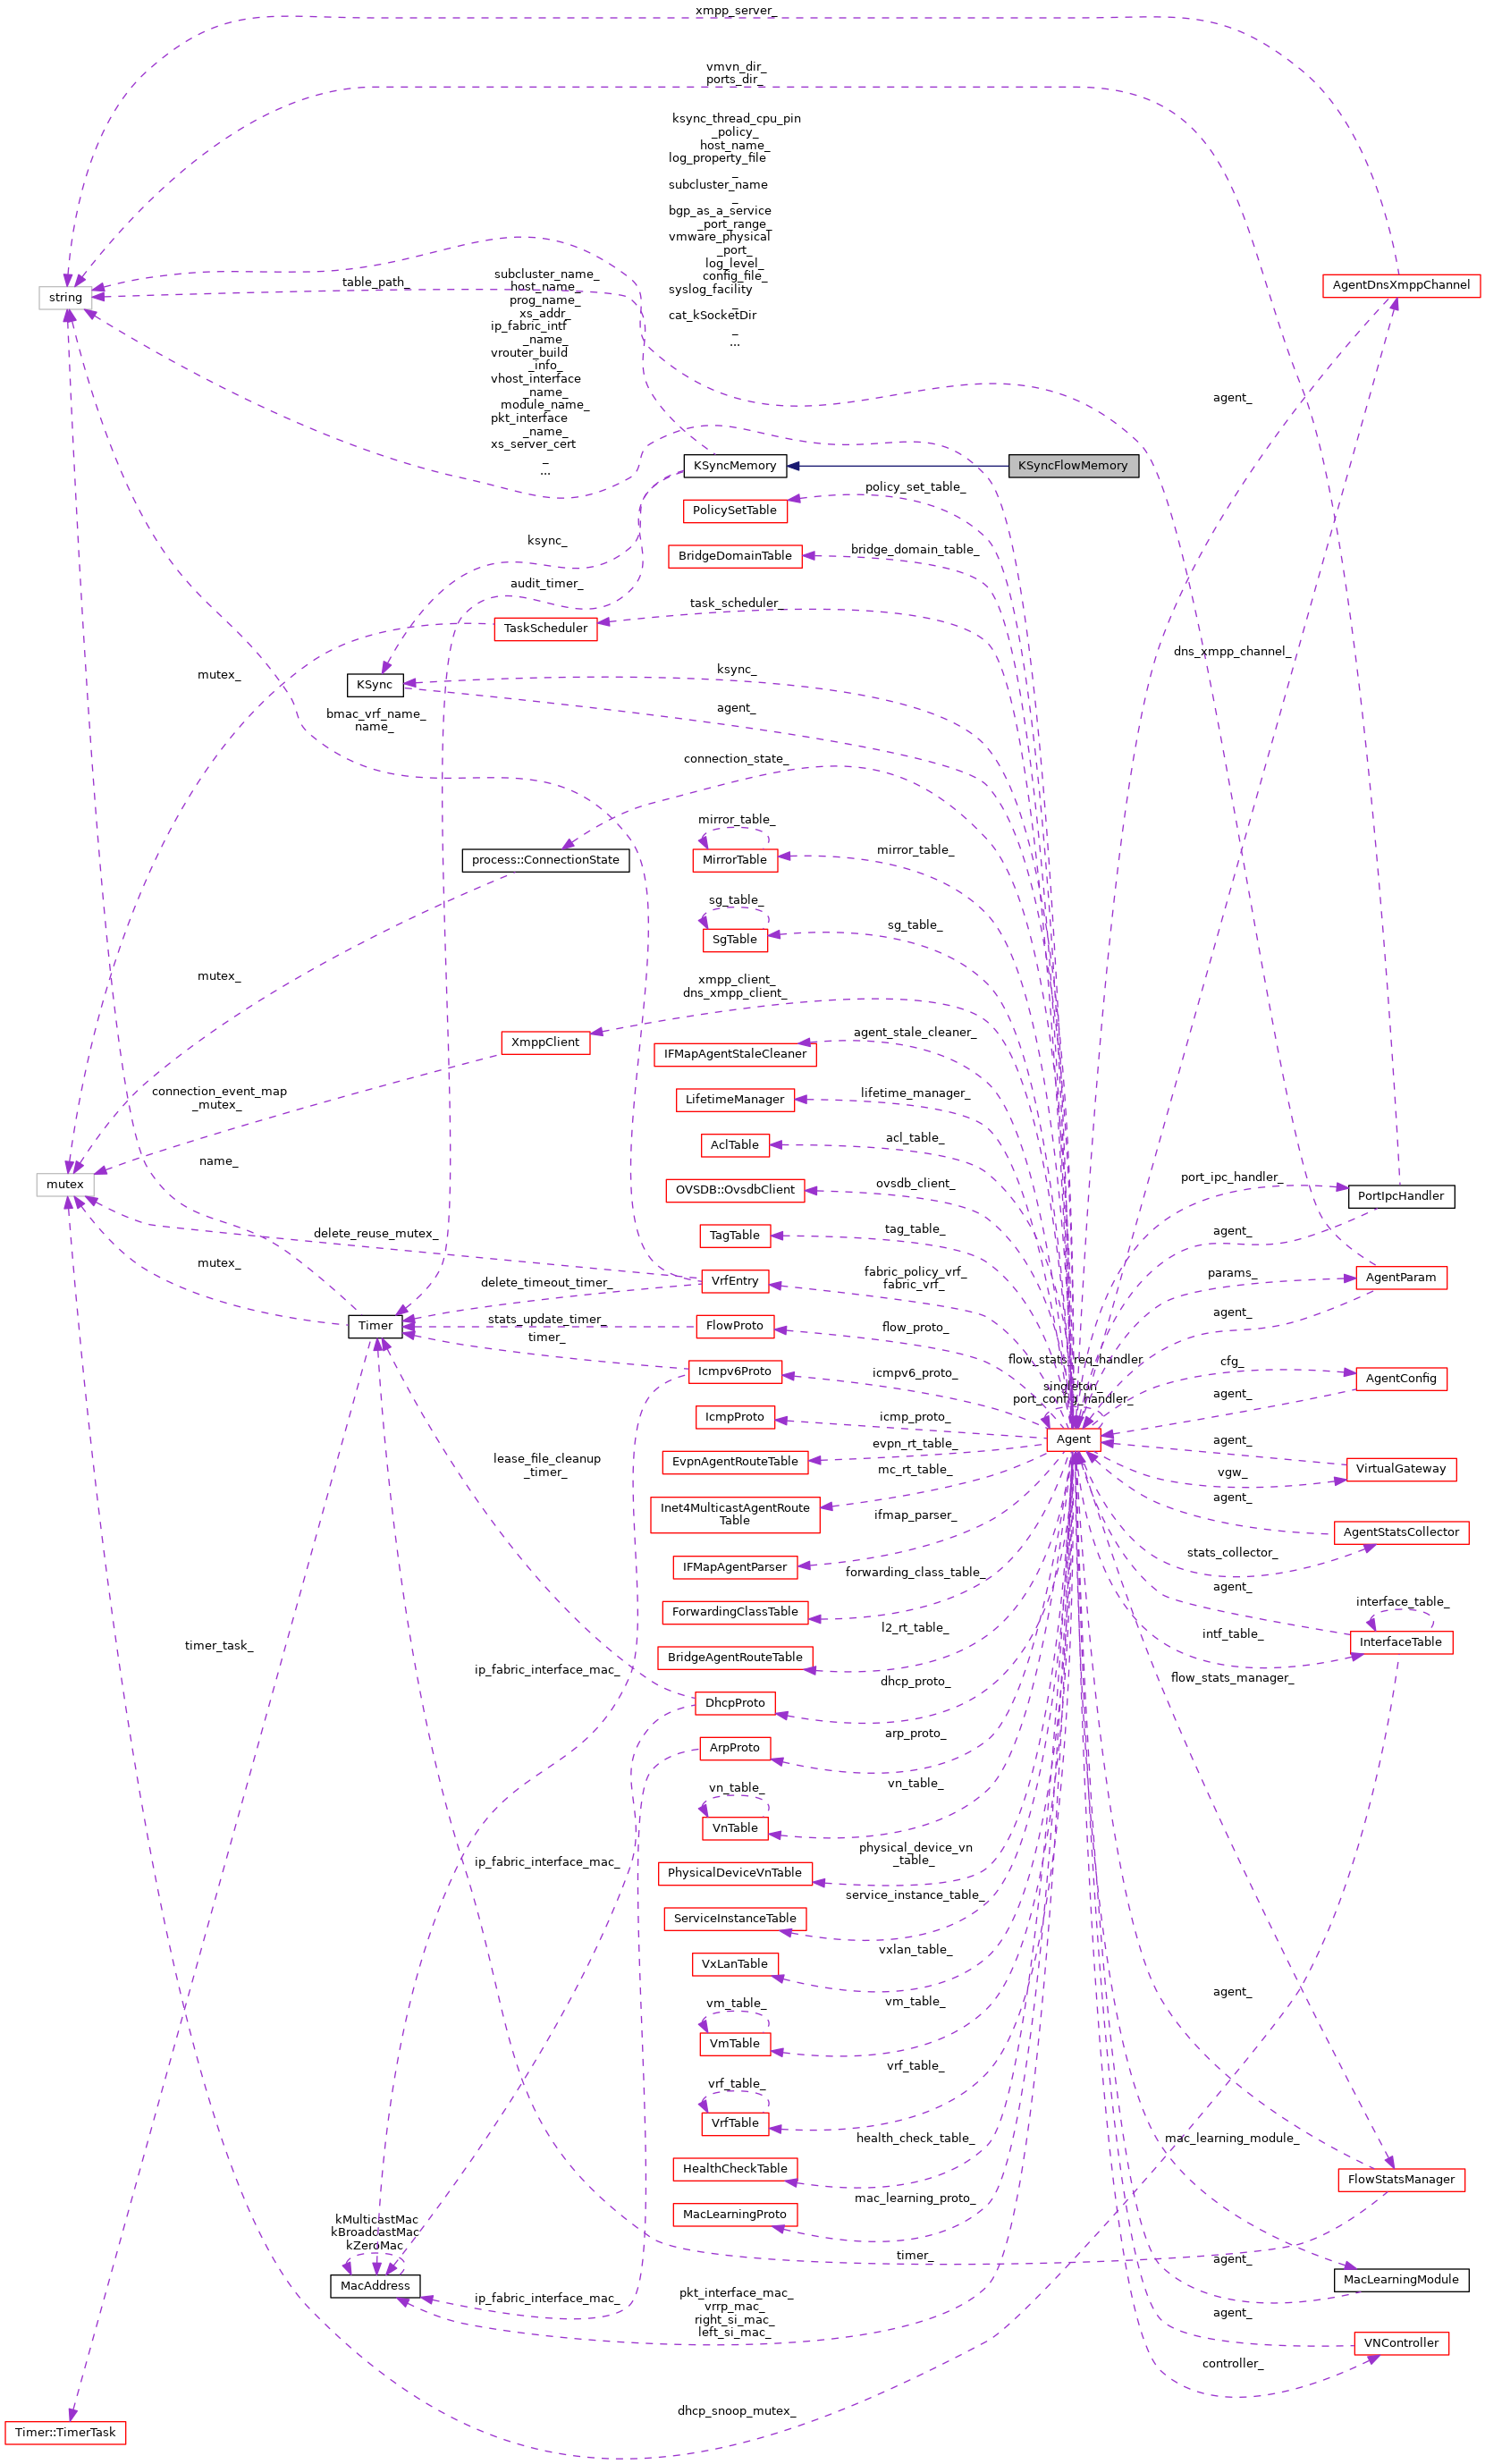 xmpp_server_
vmvn_dir_
ports_dir_
ksync_thread_cpu_pin
_policy_
host_name_
log_property_file
_
subcluster_name
_
bgp_as_a_service
_port_range_
vmware_physical
_port_
log_level_
config_file_
syslog_facility
_
cat_kSocketDir
_
...
AgentDnsXmppChannel
string
table_path_
subcluster_name_
host_name_
prog_name_
xs_addr_
ip_fabric_intf
_name_
vrouter_build
_info_
vhost_interface
_name_
module_name_
pkt_interface
_name_
xs_server_cert
_
...
agent_
KSyncMemory
KSyncFlowMemory
policy_set_table_
PolicySetTable
ksync_
bridge_domain_table_
BridgeDomainTable
audit_timer_
task_scheduler_
TaskScheduler
dns_xmpp_channel_
mutex_
ksync_
KSync
agent_
bmac_vrf_name_
name_
connection_state_
mirror_table_
mirror_table_
process::ConnectionState
MirrorTable
sg_table_
sg_table_
SgTable
mutex_
xmpp_client_
dns_xmpp_client_
XmppClient
agent_stale_cleaner_
IFMapAgentStaleCleaner
connection_event_map
_mutex_
lifetime_manager_
LifetimeManager
acl_table_
AclTable
name_
mutex
ovsdb_client_
OVSDB::OvsdbClient
port_ipc_handler_
PortIpcHandler
delete_reuse_mutex_
tag_table_
TagTable
agent_
mutex_
delete_timeout_timer_
VrfEntry
fabric_policy_vrf_
fabric_vrf_
params_
AgentParam
Timer
stats_update_timer_
timer_
FlowProto
flow_proto_
agent_
flow_stats_req_handler
_
singleton_
port_config_handler_
Icmpv6Proto
icmpv6_proto_
cfg_
AgentConfig
IcmpProto
icmp_proto_
agent_
Agent
lease_file_cleanup
_timer_
EvpnAgentRouteTable
evpn_rt_table_
agent_
VirtualGateway
mc_rt_table_
vgw_
Inet4MulticastAgentRoute
Table
ifmap_parser_
agent_
AgentStatsCollector
IFMapAgentParser
stats_collector_
forwarding_class_table_
ForwardingClassTable
agent_
interface_table_
timer_task_
l2_rt_table_
BridgeAgentRouteTable
intf_table_
InterfaceTable
ip_fabric_interface_mac_
dhcp_proto_
DhcpProto
flow_stats_manager_
arp_proto_
ArpProto
vn_table_
vn_table_
VnTable
ip_fabric_interface_mac_
physical_device_vn
_table_
PhysicalDeviceVnTable
service_instance_table_
ServiceInstanceTable
vxlan_table_
VxLanTable
agent_
vm_table_
vm_table_
VmTable
vrf_table_
vrf_table_
VrfTable
health_check_table_
HealthCheckTable
mac_learning_module_
FlowStatsManager
mac_learning_proto_
MacLearningProto
kMulticastMac
kBroadcastMac
kZeroMac
timer_
agent_
MacAddress
MacLearningModule
ip_fabric_interface_mac_
pkt_interface_mac_
vrrp_mac_
right_si_mac_
left_si_mac_
agent_
VNController
controller_
dhcp_snoop_mutex_
Timer::TimerTask